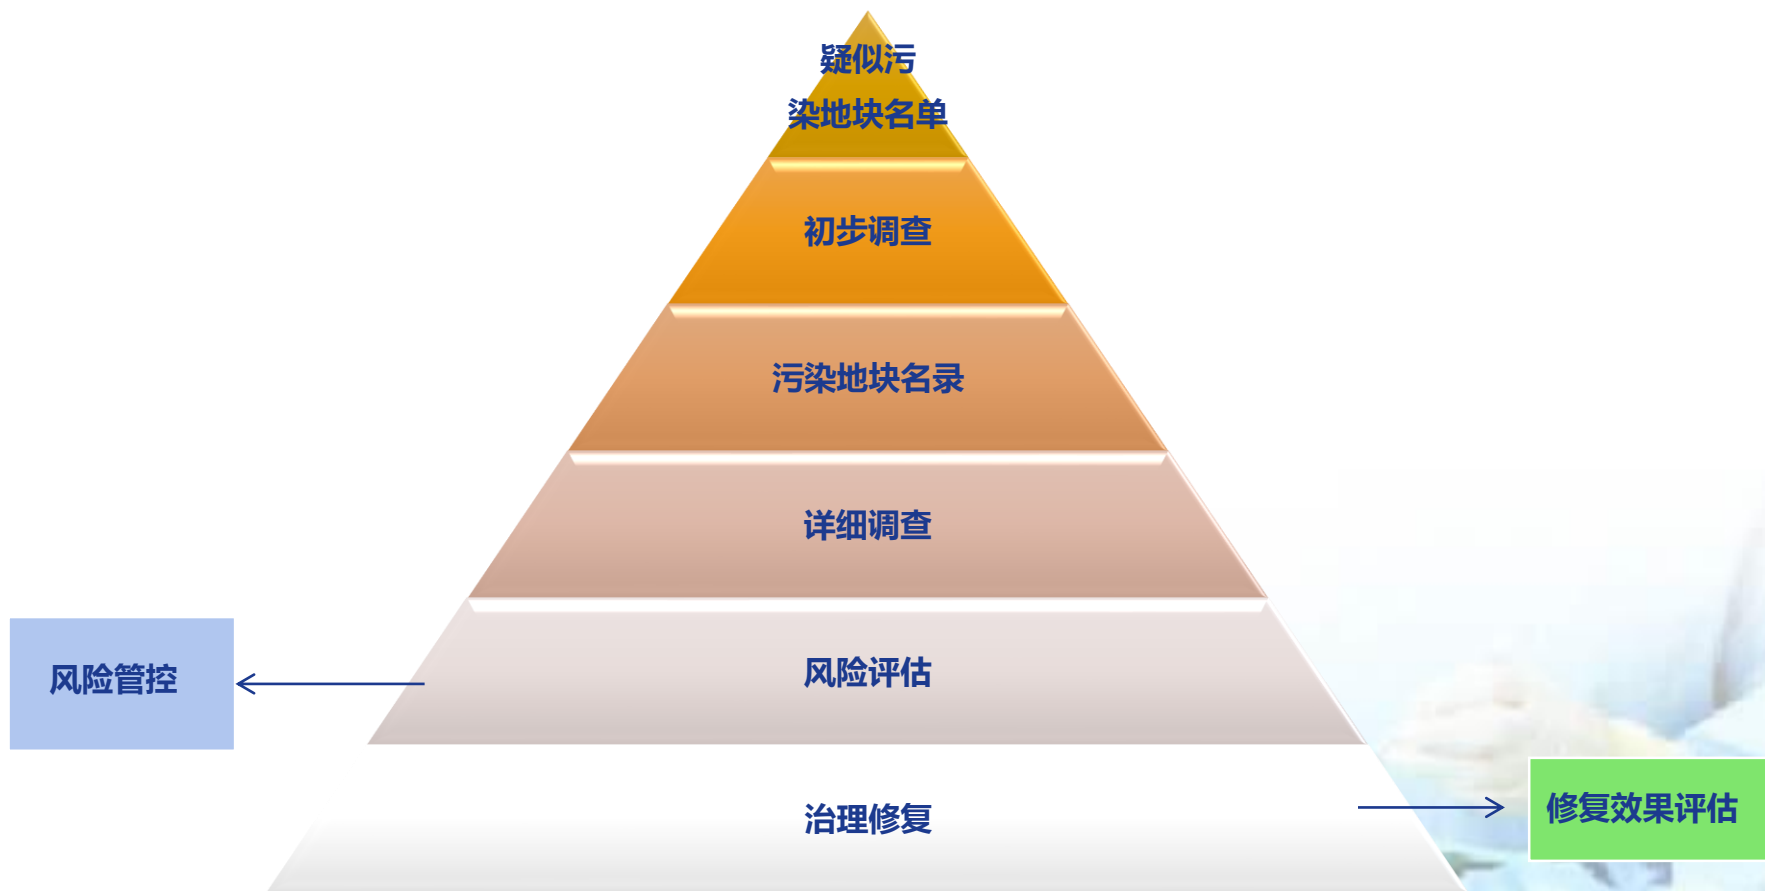 疑似污
染地块名单
初步调查
污染地块名录
详细调查
风险评估
风险管控
治理修复
修复效果评估